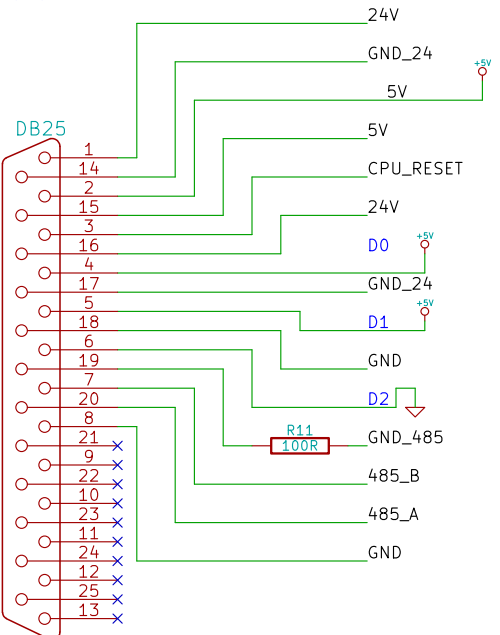 24V
GND_24
+5V
5V
DB25
5V
1
14
CPU_RESET
2
15
24V
3
16
D0
+5V
4
17
GND_24
+5V
5
D1
18
6
GND
19
7
D2
20
8
R11
GND_485
21
100R
9
22
485_B
10
23
485_A
11
24
GND
12
25
13